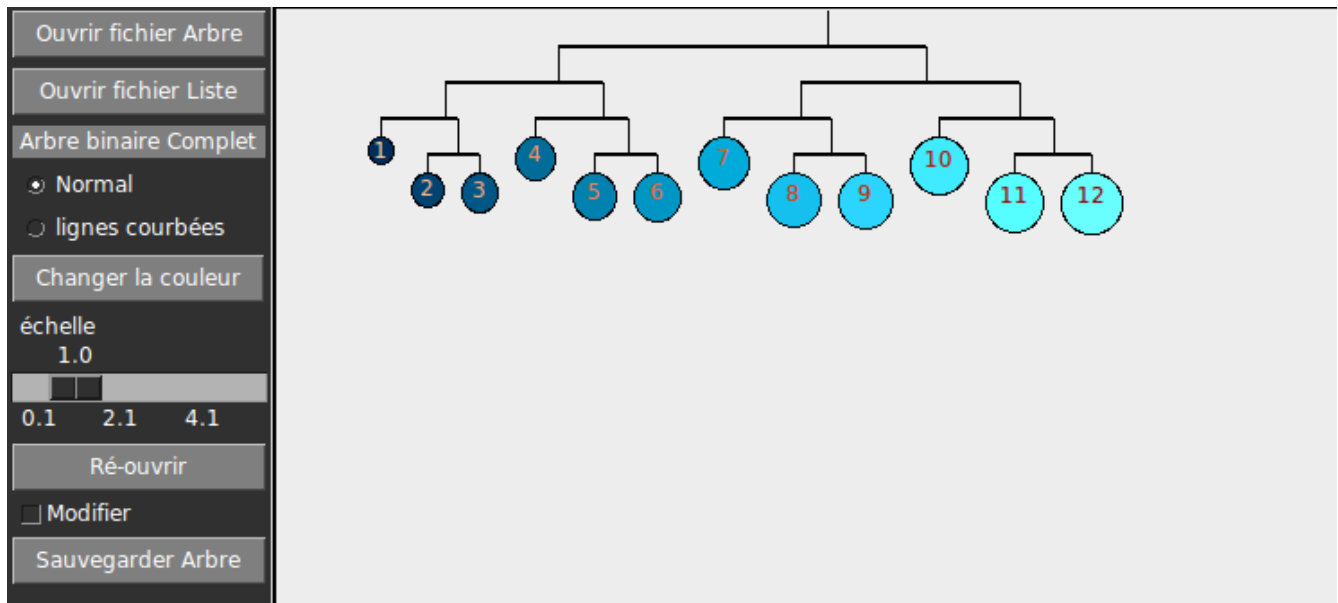 Ouvrir fichier Arbre
Ouvrir fichier Liste
Arbre binaire Complet
Normal
lignes courbées
Changer la couleur
échelle
1.0
0.1 2.1 4.1
Ré-ouvrir
Modifier
Sauvegarder Arbre
1 4 7 10
2 3 5 6 8 9 11 12